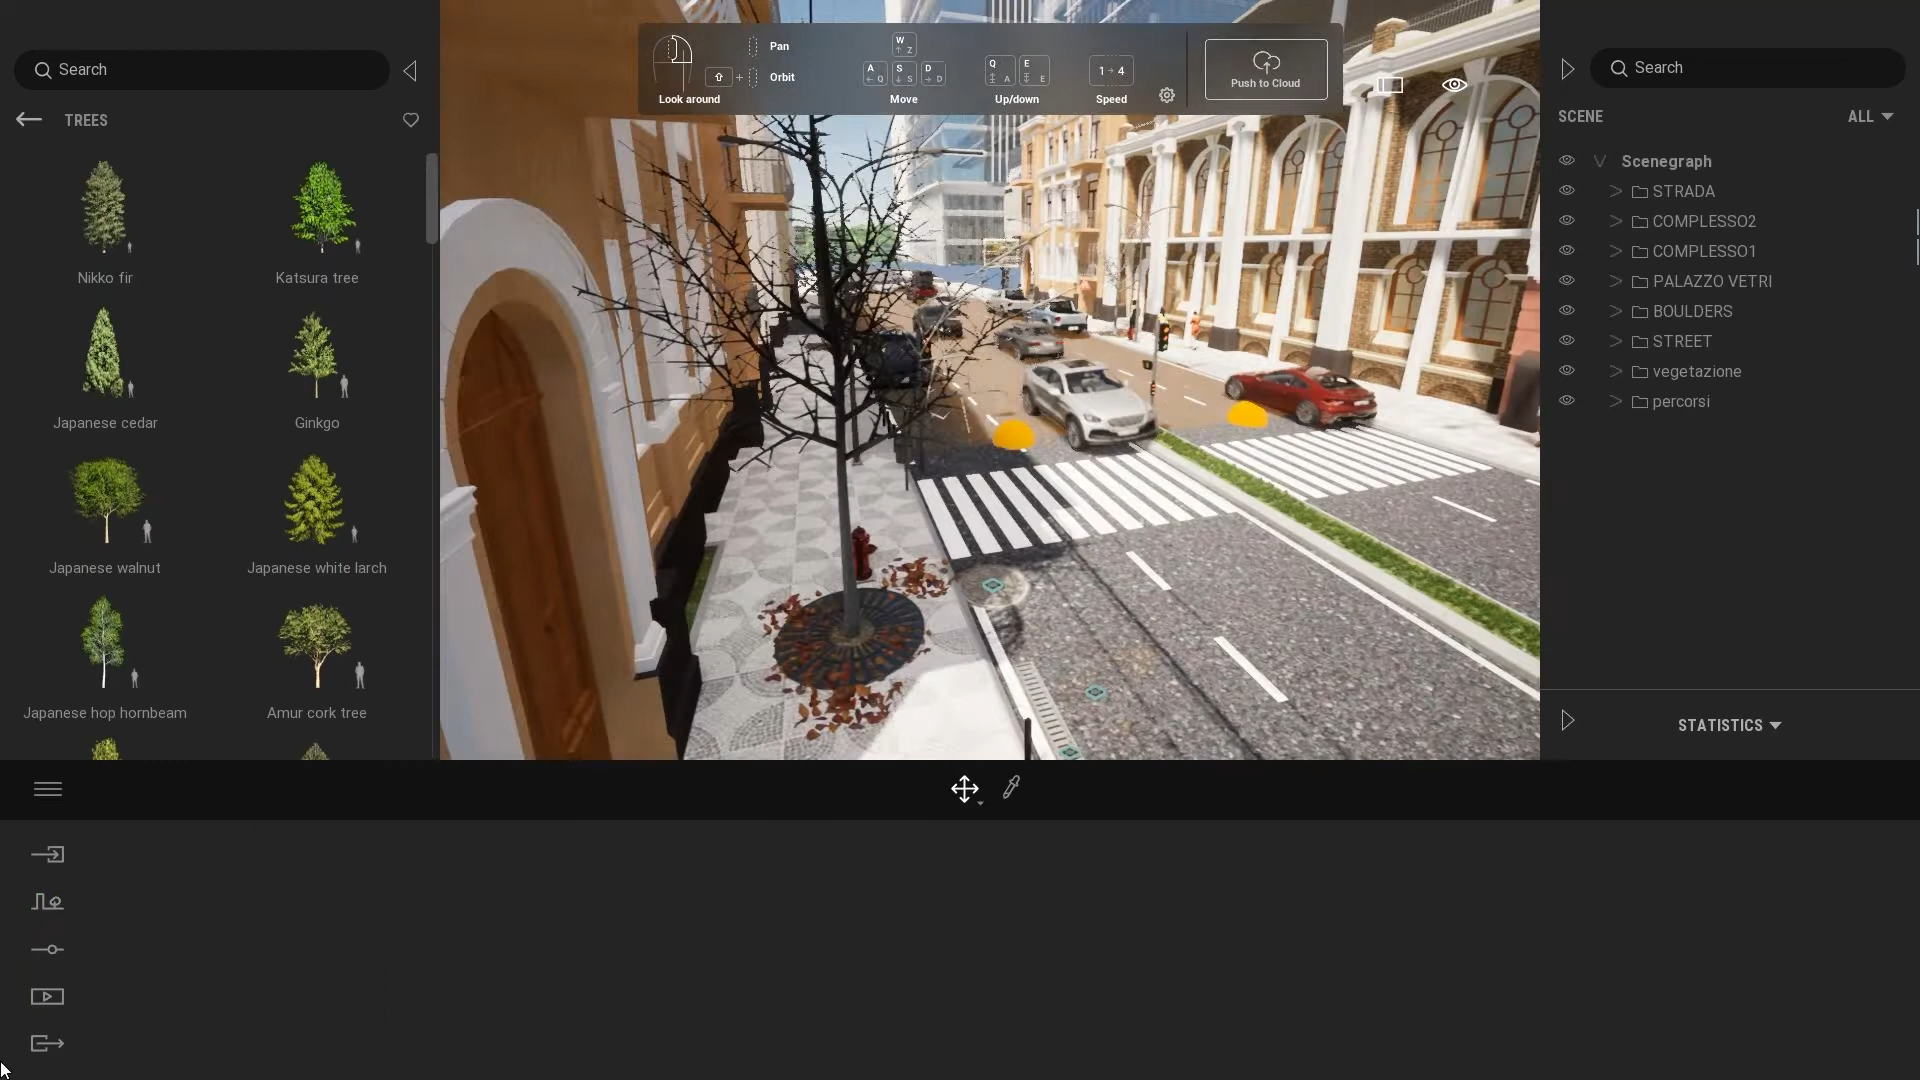 Search
TREES
Nikko fir
Katsura tree
Japanese cedar
Ginkgo
Japanese walnut
Japanese white larch
Japanese hop hornbeam
Amur cork tree
Look around
Pan
Orbit
W
Z
A
Q
S
S
D
D
Move
Q
A
E
E
Up/down
1 → 4
Speed
Push to Cloud
Search
SCENE
ALL
Scenegraph
STRADA
COMPLESSO2
COMPLESSO1
PALAZZO VETRI
BOULDERS
STREET
vegetazione
percorsi
STATISTICS